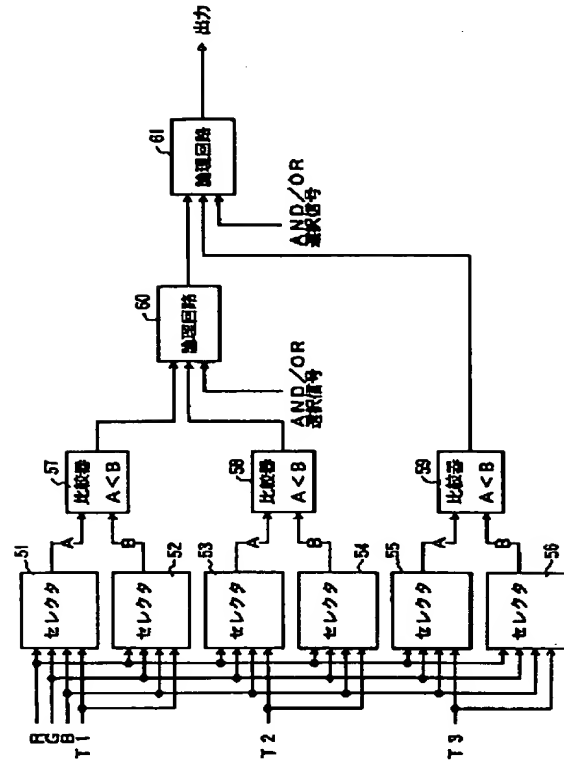 R
G
B
T1
T2
T3
51
セレクタ
52
セレクタ
53
セレクタ
54
セレクタ
55
セレクタ
56
セレクタ
A
B
A
B
A
B
57
比較器
A<B
58
比較器
A<B
59
比較器
A<B
60
論理回路
AND/OR
選択信号
61
論理回路
AND/OR
選択信号
出力